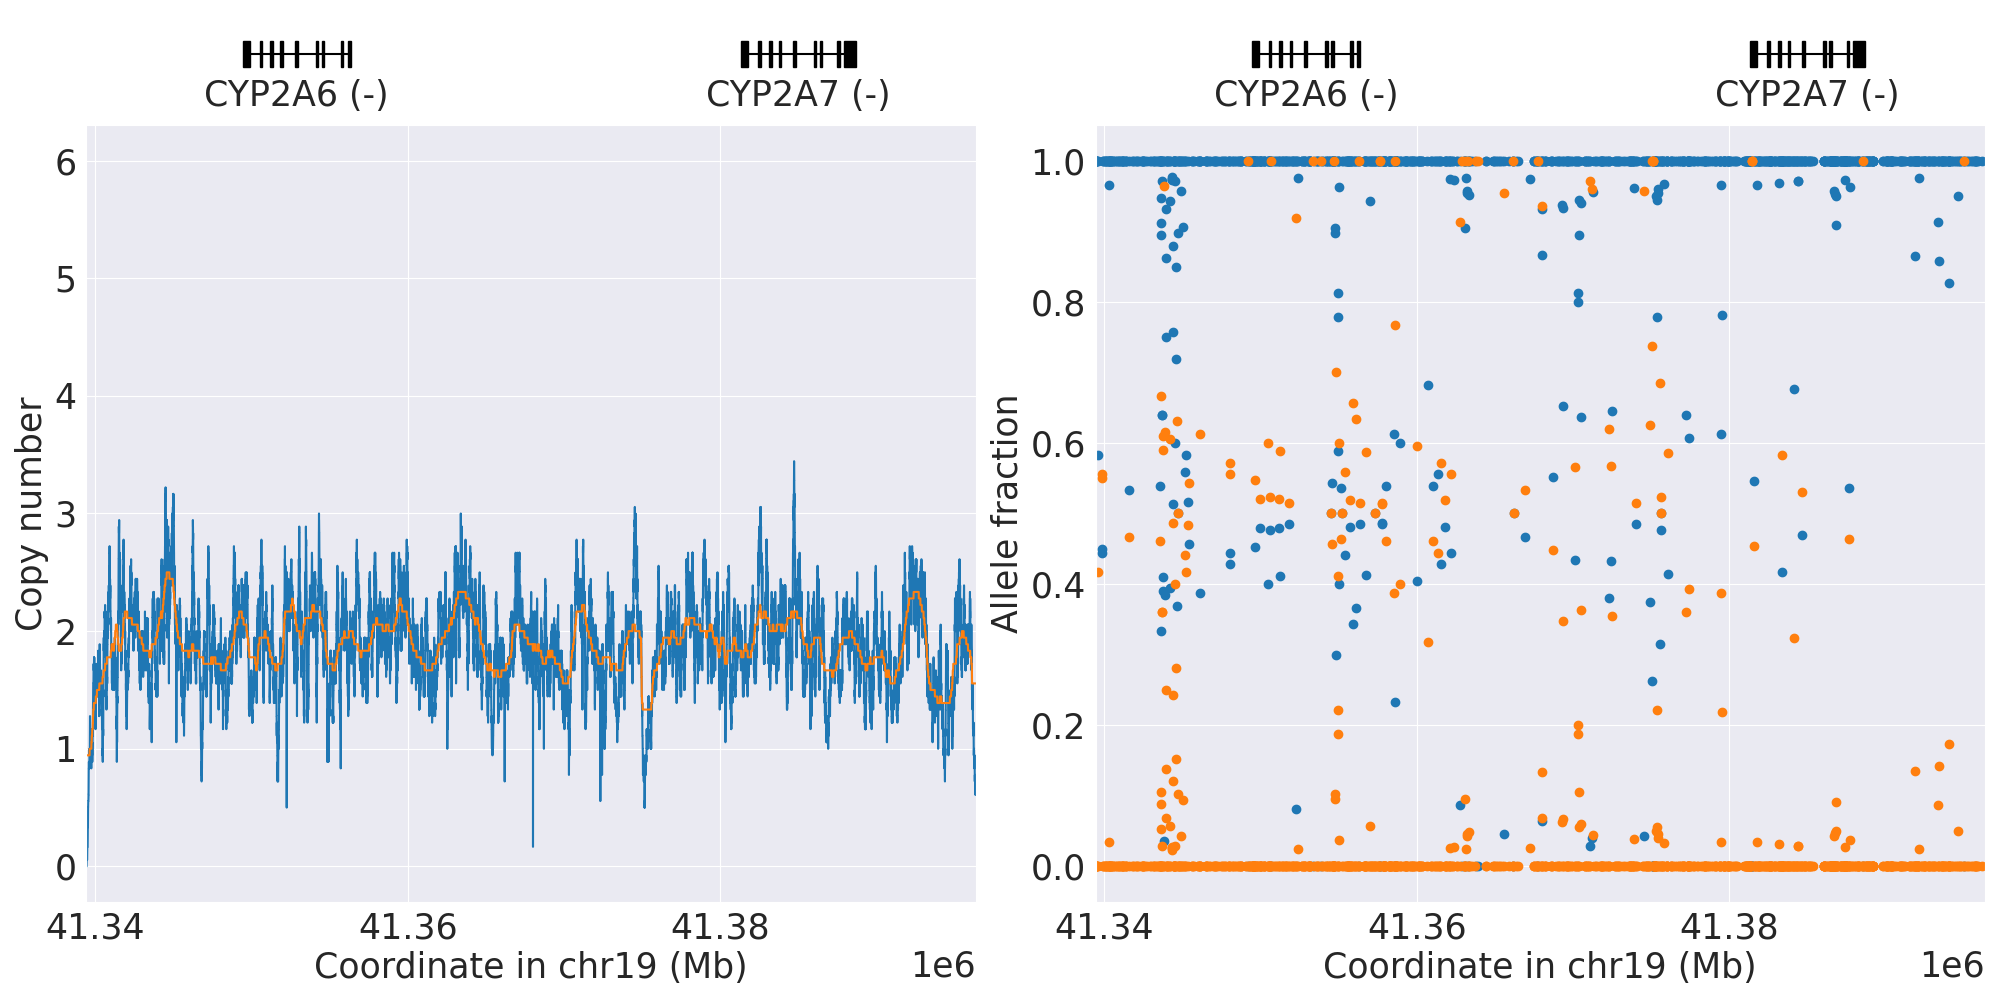 CYP2A6 (-) CYP2A7 (-) CYP2A6 (-) CYP2A7 (-)
Copy number
6
5
4
3
2
1
0
41.34 41.36 41.38
Coordinate in chr19 (Mb) 1e6
Allele fraction
1.0
0.8
0.6
0.4
0.2
0.0
41.34 41.36 41.38
Coordinate in chr19 (Mb) 1e6